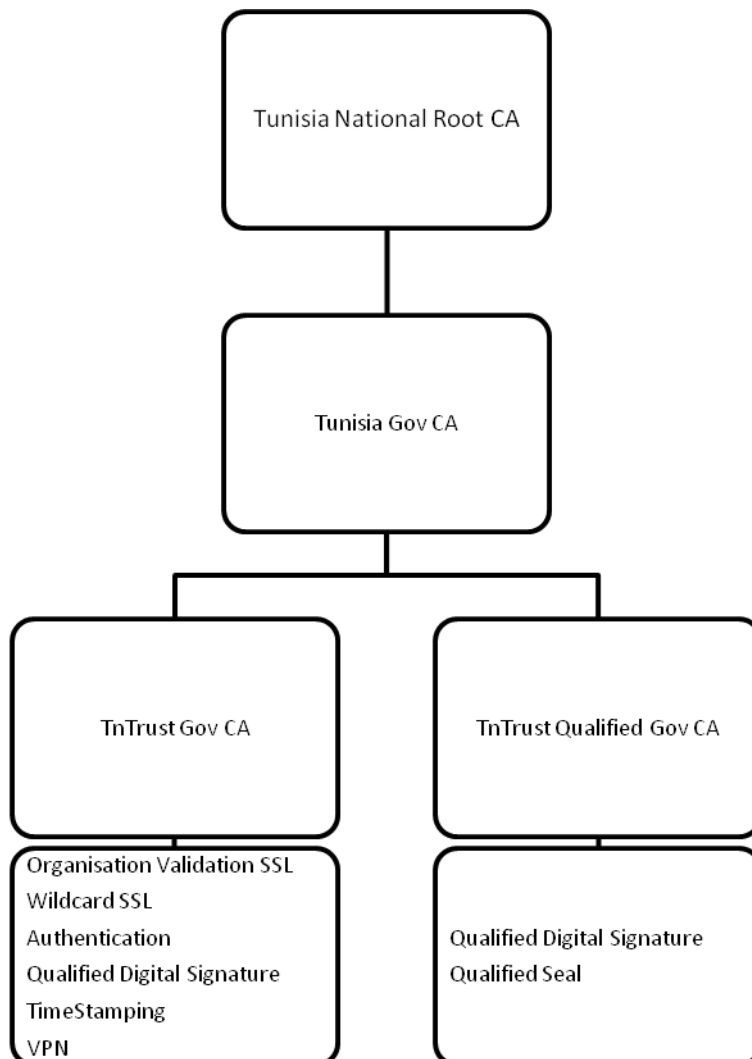 Tunisia National Root CA
Tunisia Gov CA
TnTrust Gov CA
TnTrust Qualified Gov CA
Organisation Validation SSL
Wildcard SSL
Authentication
Qualified Digital Signature
TimeStamping
VPN
Qualified Digital Signature
Qualified Seal